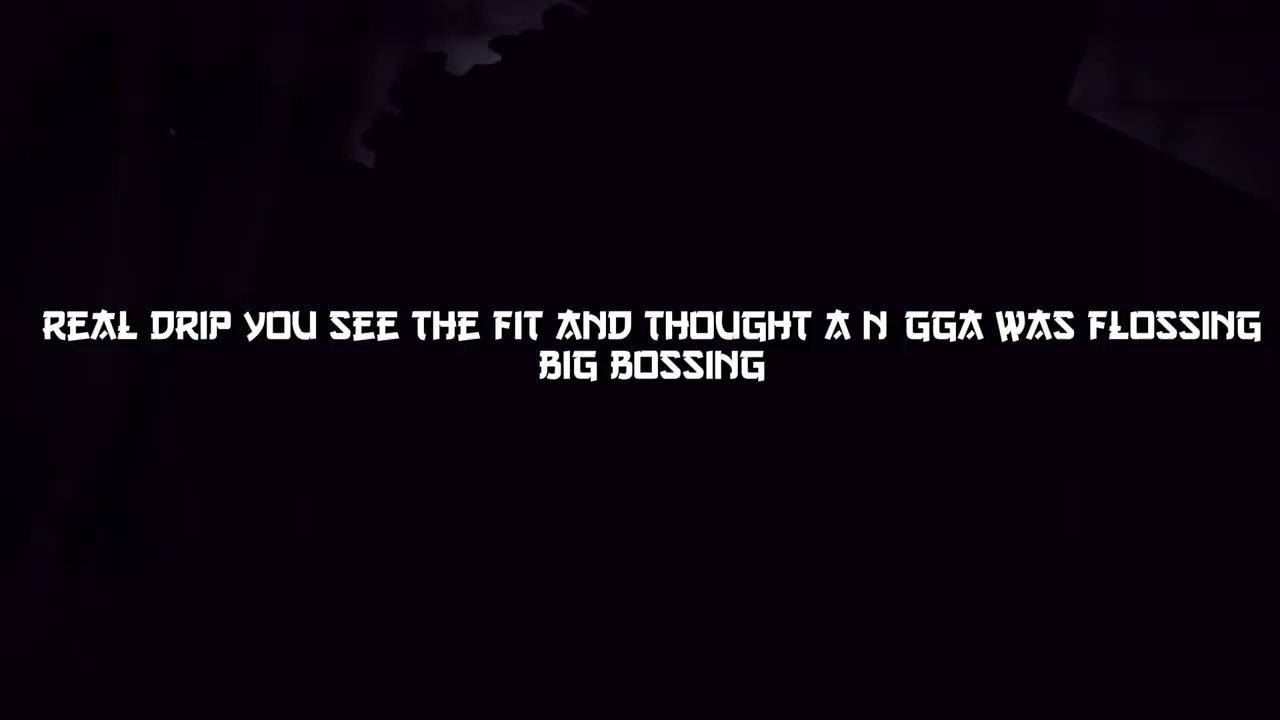 REAL DRIP YOU SEE THE FIT AND THOUGHT A N GGA WAS FLOSSING
BIG BOSSING